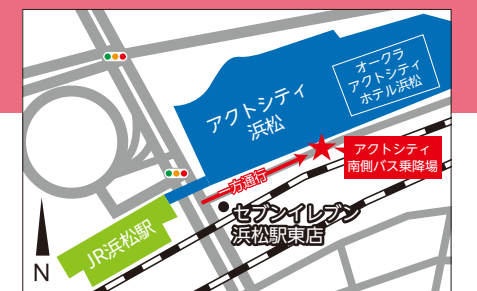 オークラ
アクトシティ
ホテル浜松
アクトシティ
浜松
アクトシティ
南側バス乗降場
一方通行
セブンイレブン
浜松駅東店
JR浜松駅
N